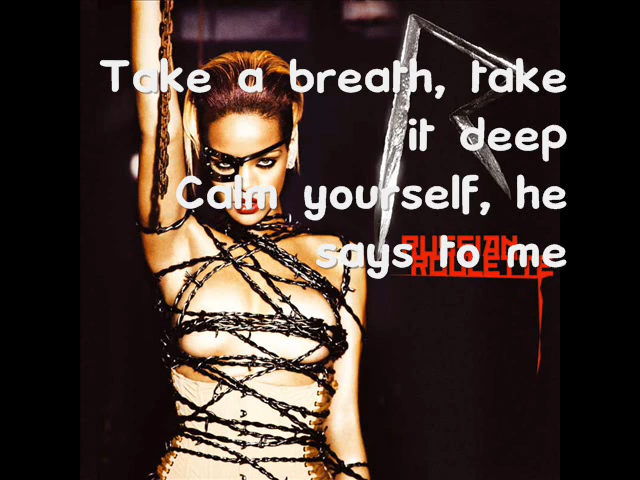 Take a breath, take
it deep
Calm yourself, he
says to me
RUSSIAN
ROULETTE
R